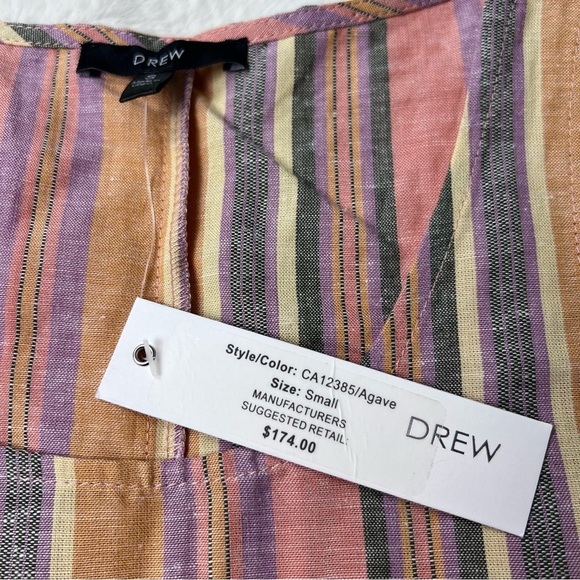 DREW
Style/Color: CA12385/Agave
Size: Small
MANUFACTURERS
SUGGESTED RETAIL:
$174.00
DREW